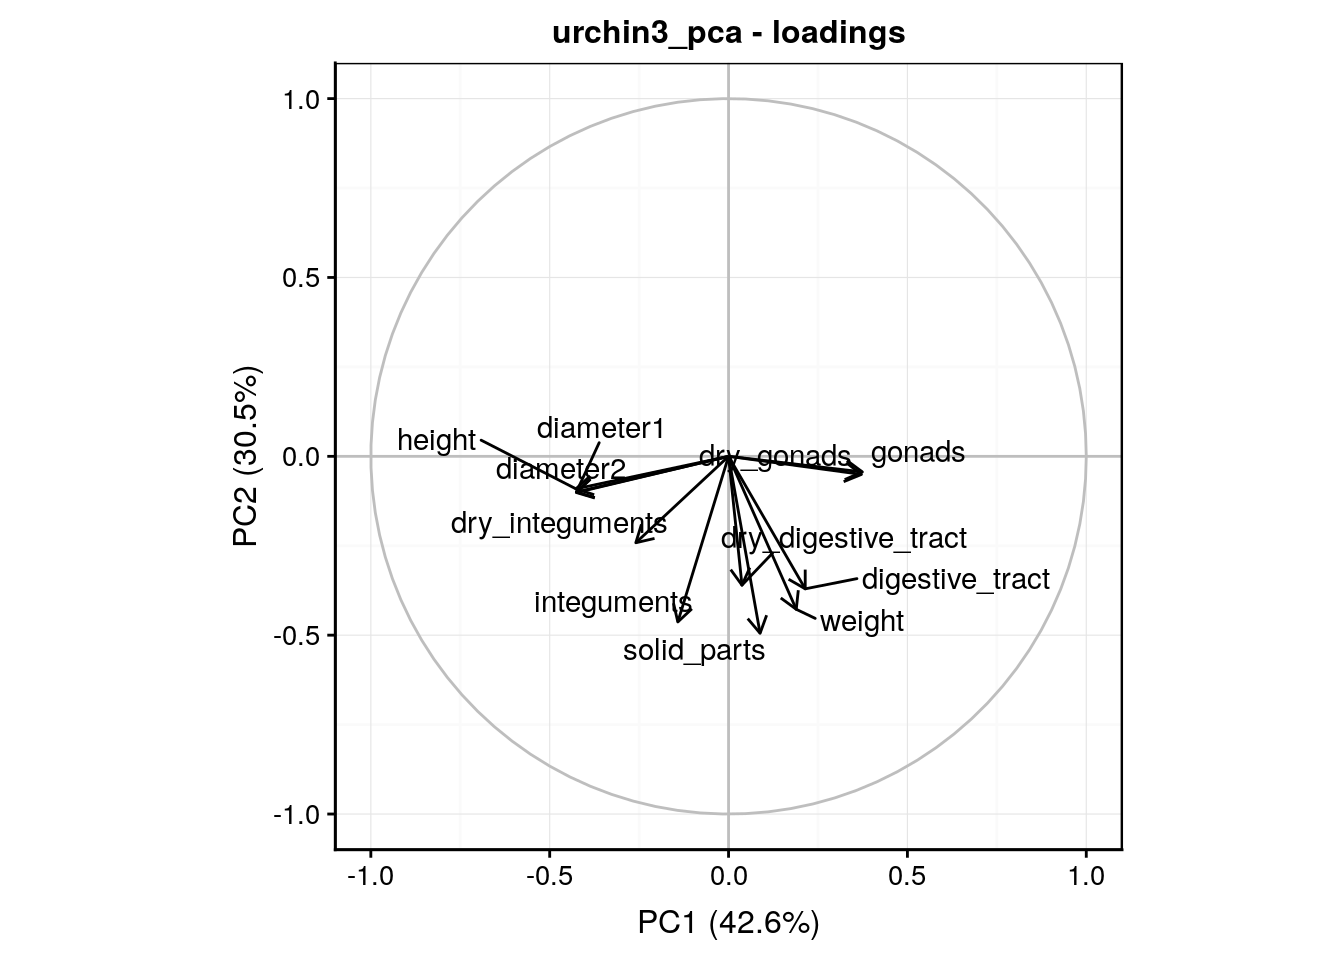 urchin3_pca - loadings
1.0
0.5
0.0
-0.5
-1.0
PC2 (30.5%)
diameter1
height
gonads
dry_gonads
diameter2
dry_integuments
dry_digestive_tract
digestive_tract
integuments
weight
solid_parts
-1.0
-0.5
0.0
0.5
1.0
PC1 (42.6%)